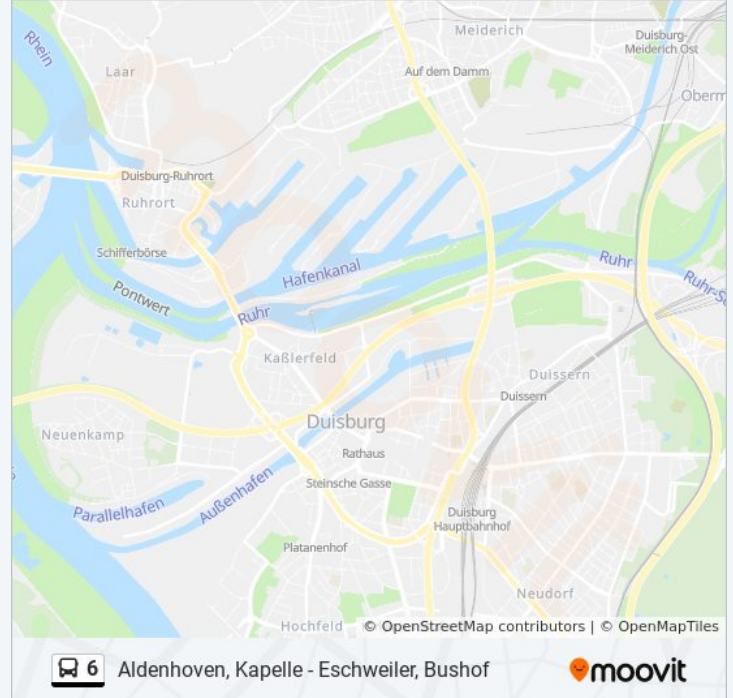 Meiderich
Duisburg-
Meiderich Ost
Rhein
Laar
Auf dem Damm
Oberm
Duisburg-Ruhrort
Ruhrort
Schifferbörse
Hafenkanal
Ruhr
Ruhr-S
Pontwert
Ruhr
Kaßlerfeld
Duissern
Duissern
Duisburg
Neuenkamp
Rathaus
Steinsche Gasse
Außenhafen
Parallelhafen
Duisburg
Hauptbahnhof
Platanenhof
Neudorf
Hochfeld
© OpenStreetMap contributors | © OpenMapTiles
6 Aldenhoven, Kapelle - Eschweiler, Bushof
moovit